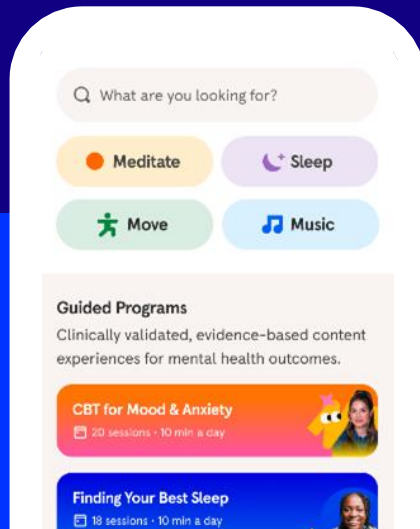 What are you looking for?
Meditate
Sleep
Move
Music
Guided Programs
Clinically validated, evidence-based content
experiences for mental health outcomes.
CBT for Mood & Anxiety
20 sessions · 10 min a day
Finding Your Best Sleep
18 sessions · 10 min a day